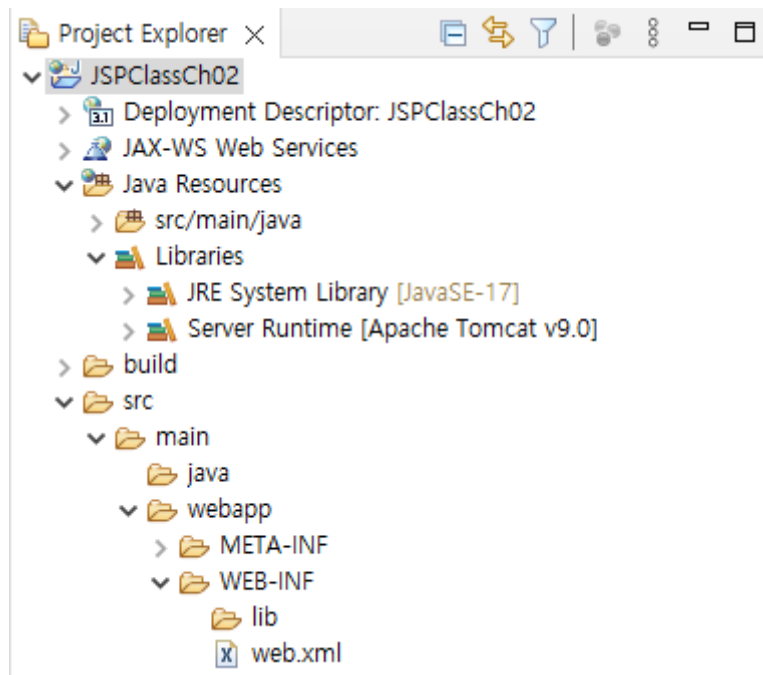 Project Explorer
JSPClassCh02
3.1 Deployment Descriptor: JSPClassCh02
JAX-WS Web Services
Java Resources
src/main/java
Libraries
JRE System Library [JavaSE-17]
Server Runtime [Apache Tomcat v9.0]
build
src
main
java
webapp
META-INF
WEB-INF
lib
X web.xml